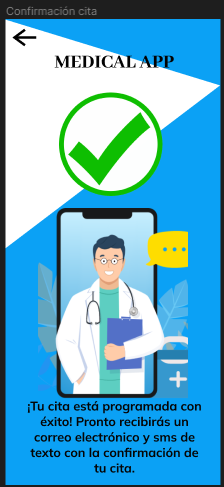 Confirmación cita
MEDICAL APP
¡Tu cita está programada con
éxito! Pronto recibirás un
correo electrónico y sms de
texto con la confirmación de
tu cita.